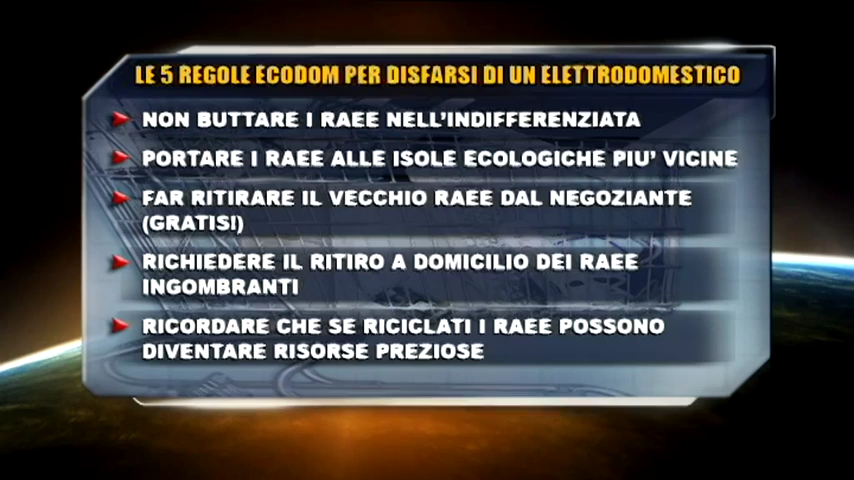 LE 5 REGOLE ECODOM PER DISFARSI DI UN ELETTRODOMESTICO
NON BUTTARE I RAEE NELL'INDIFFERENZIATA
PORTARE I RAEE ALLE ISOLE ECOLOGICHE PIU' VICINE
FAR RITIRARE IL VECCHIO RAEE DAL NEGOZIANTE
(GRATIS!)
RICHIEDERE IL RITIRO A DOMICILIO DEI RAEE
INGOMBRANTI
RICORDARE CHE SE RICICLATI I RAEE POSSONO
DIVENTARE RISORSE PREZIOSE